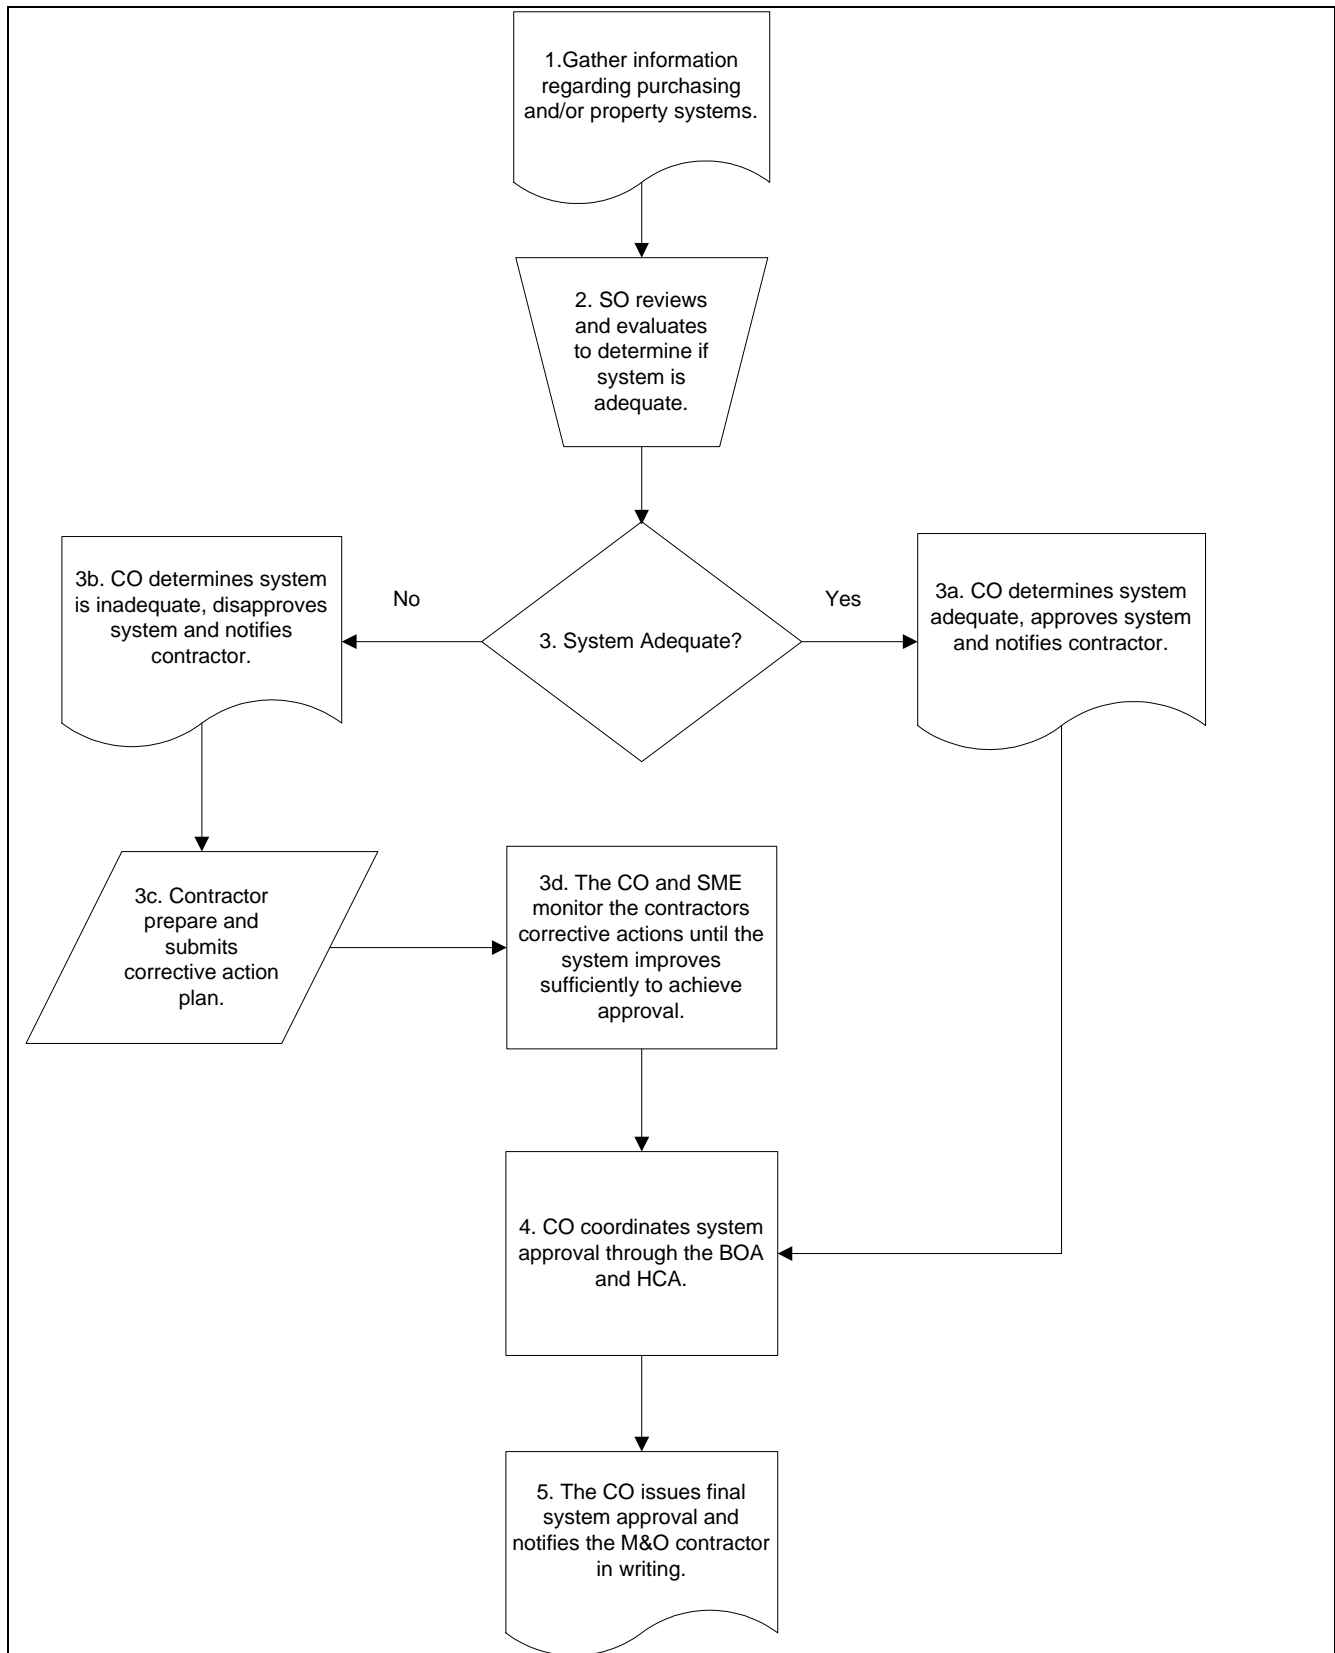 1.Gather information
regarding purchasing
and/or property systems.
2. SO reviews
and evaluates
to determine if
system is
adequate.
3b. CO determines system
is inadequate, disapproves
system and notifies
contractor.
No
3. System Adequate?
Yes
3a. CO determines system
adequate, approves system
and notifies contractor.
3c. Contractor
prepare and
submits
corrective action
plan.
3d. The CO and SME
monitor the contractors
corrective actions until the
system improves
sufficiently to achieve
approval.
4. CO coordinates system
approval through the BOA
and HCA.
5. The CO issues final
system approval and
notifies the M&O contractor
in writing.